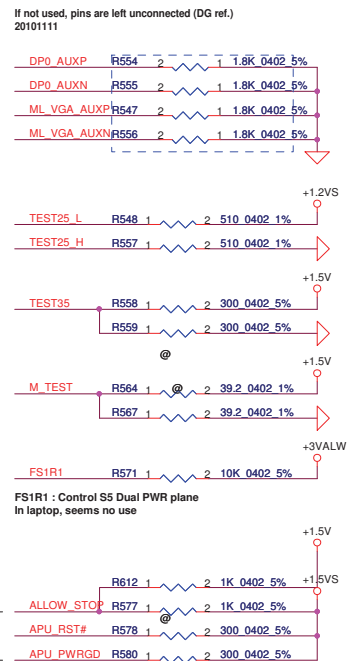 If not used, pins are left unconnected (DG ref.)
20101111
DP0_AUXP R554 2 1 1.8K_0402_5%
DP0_AUXN R555 2 1 1.8K_0402_5%
ML_VGA_AUXP R547 2 1 1.8K_0402_5%
ML_VGA_AUXN R556 2 1 1.8K_0402_5%
+1.2VS
TEST25_L R548 1 2 510_0402_1%
TEST25_H R557 1 2 510_0402_1%
+1.5V
TEST35 R558 1 2 300_0402_5%
R559 1 2 300_0402_5%
@
+1.5V
M_TEST R564 1 @ 2 39.2_0402_1%
R567 1 2 39.2_0402_1%
+3VALW
FS1R1 R571 1 2 10K_0402_5%
FS1R1 : Control S5 Dual PWR plane
In laptop, seems no use
+1.5V
+1.5VS
R612 1 2 1K_0402_5%
ALLOW_STOP R577 1 2 1K_0402_5%
@
APU_RST# R578 1 2 300_0402_5%
APU_PWRGD R580 1 2 300_0402_5%